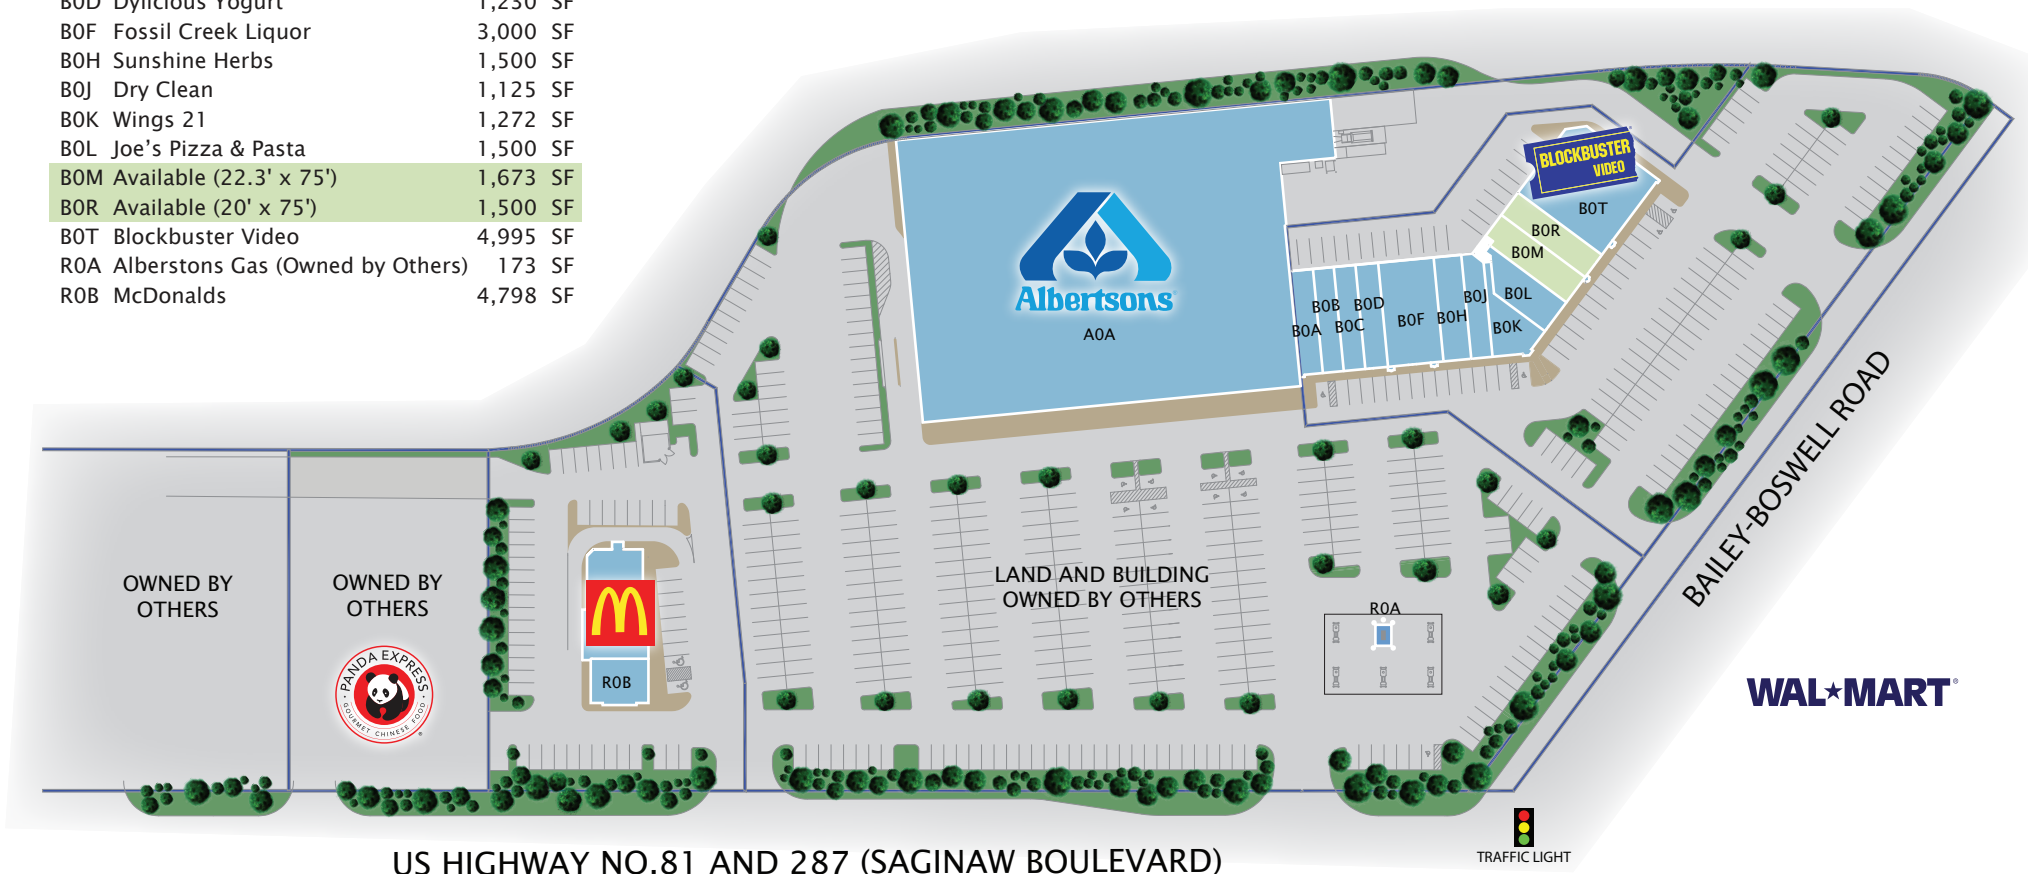 B0D Dylicious Yogurt 1,230 SF
B0F Fossil Creek Liquor 3,000 SF
B0H Sunshine Herbs 1,500 SF
B0J Dry Clean 1,125 SF
B0K Wings 21 1,272 SF
B0L Joe's Pizza & Pasta 1,500 SF
B0M Available (22.3' x 75') 1,673 SF
B0R Available (20' x 75') 1,500 SF
B0T Blockbuster Video 4,995 SF
R0A Alberstons Gas (Owned by Others) 173 SF
R0B McDonalds 4,798 SF
BLOCKBUSTER
VIDEO
B0T
B0R
B0M
Albertsons
A0A
B0A
B0B
B0C
B0D
B0F
B0H
B0J
B0L
B0K
BAILEY-BOSWELL ROAD
OWNED BY
OTHERS
OWNED BY
OTHERS
PANDA EXPRESS
GOURMET CHINESE FOOD
R0B
LAND AND BUILDING
OWNED BY OTHERS
R0A
WAL★MART®
TRAFFIC LIGHT
US HIGHWAY NO.81 AND 287 (SAGINAW BOULEVARD)